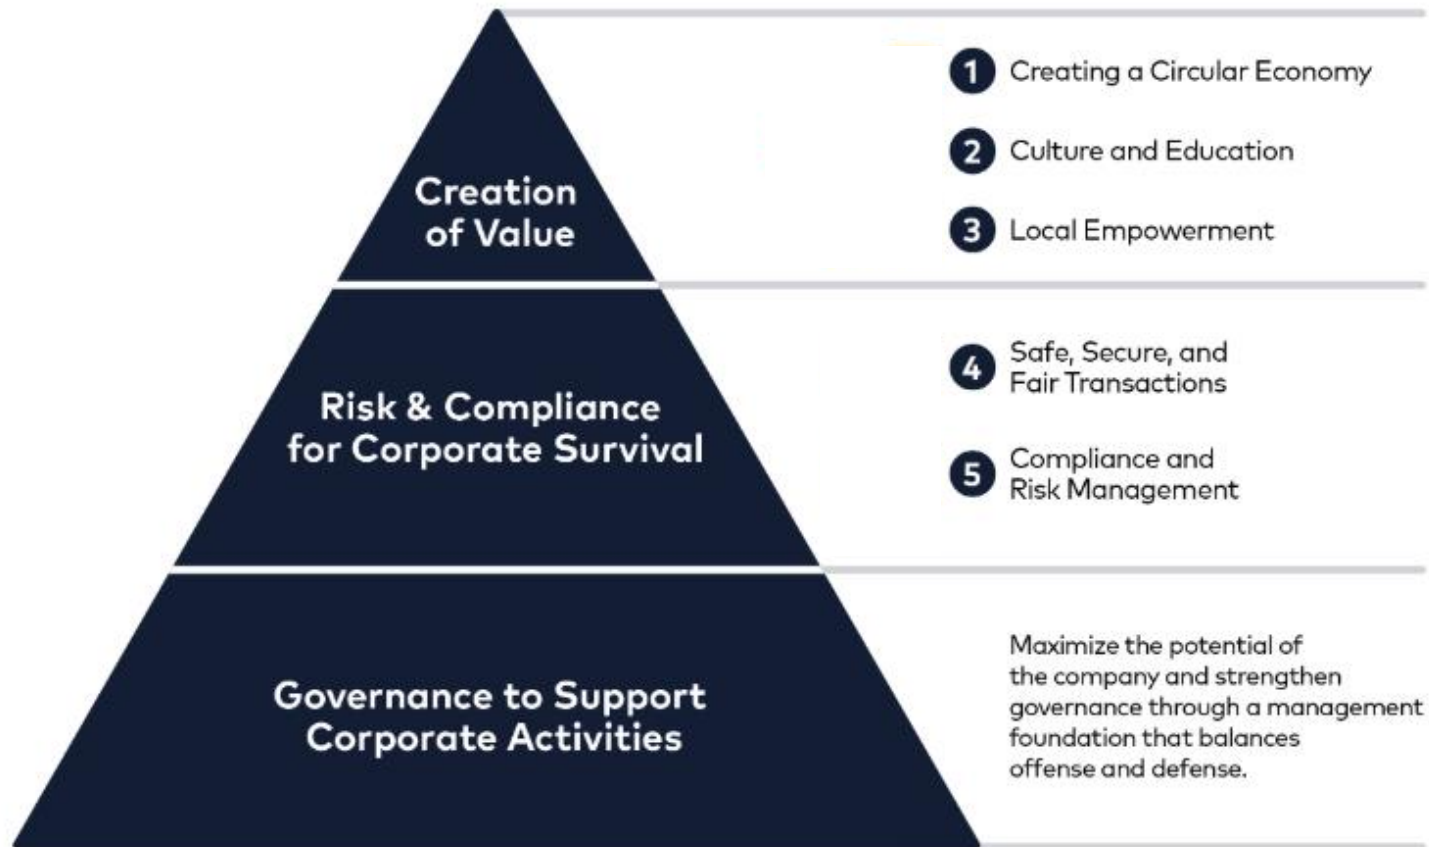 Creation
of Value
1 Creating a Circular Economy
2 Culture and Education
3 Local Empowerment
Risk & Compliance
for Corporate Survival
4 Safe, Secure, and
Fair Transactions
5 Compliance and
Risk Management
Governance to Support
Corporate Activities
Maximize the potential of
the company and strengthen
governance through a management
foundation that balances
offense and defense.